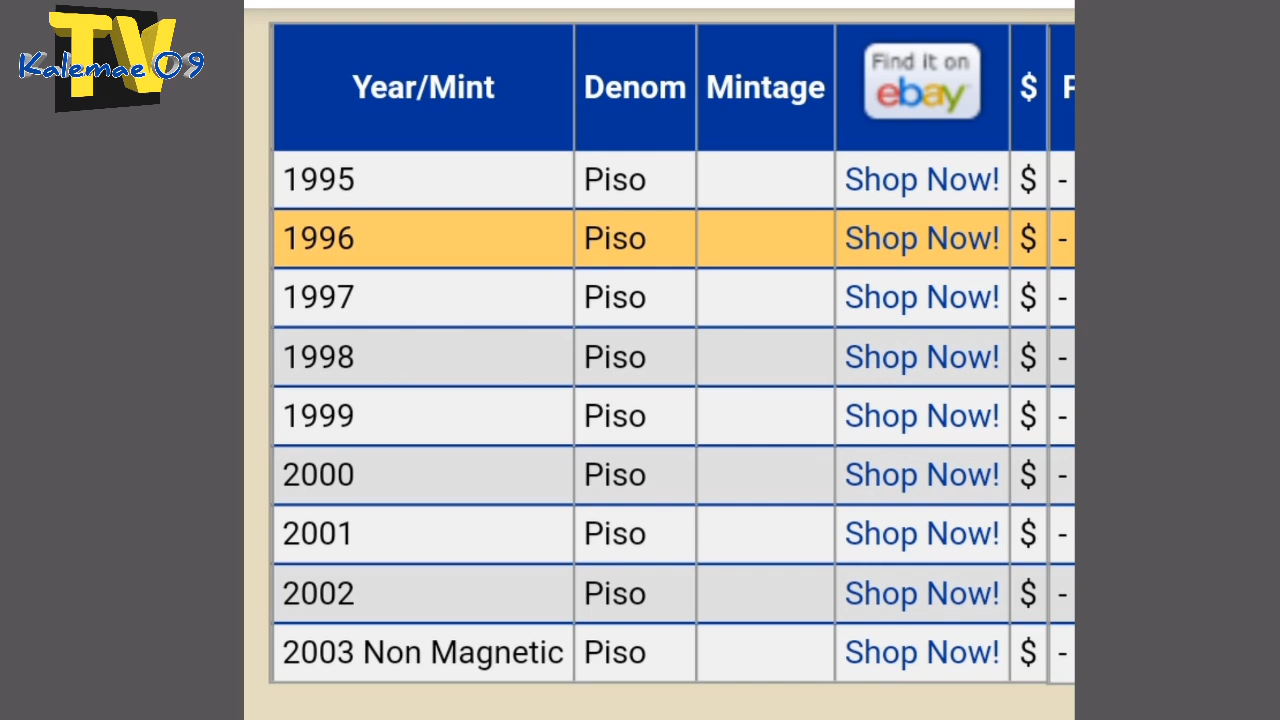 TV
Kalemae 09
Year/Mint Denom Mintage Find it on ebay $ F
1995 Piso Shop Now! $ -
1996 Piso Shop Now! $ -
1997 Piso Shop Now! $ -
1998 Piso Shop Now! $ -
1999 Piso Shop Now! $ -
2000 Piso Shop Now! $ -
2001 Piso Shop Now! $ -
2002 Piso Shop Now! $ -
2003 Non Magnetic Piso Shop Now! $ -